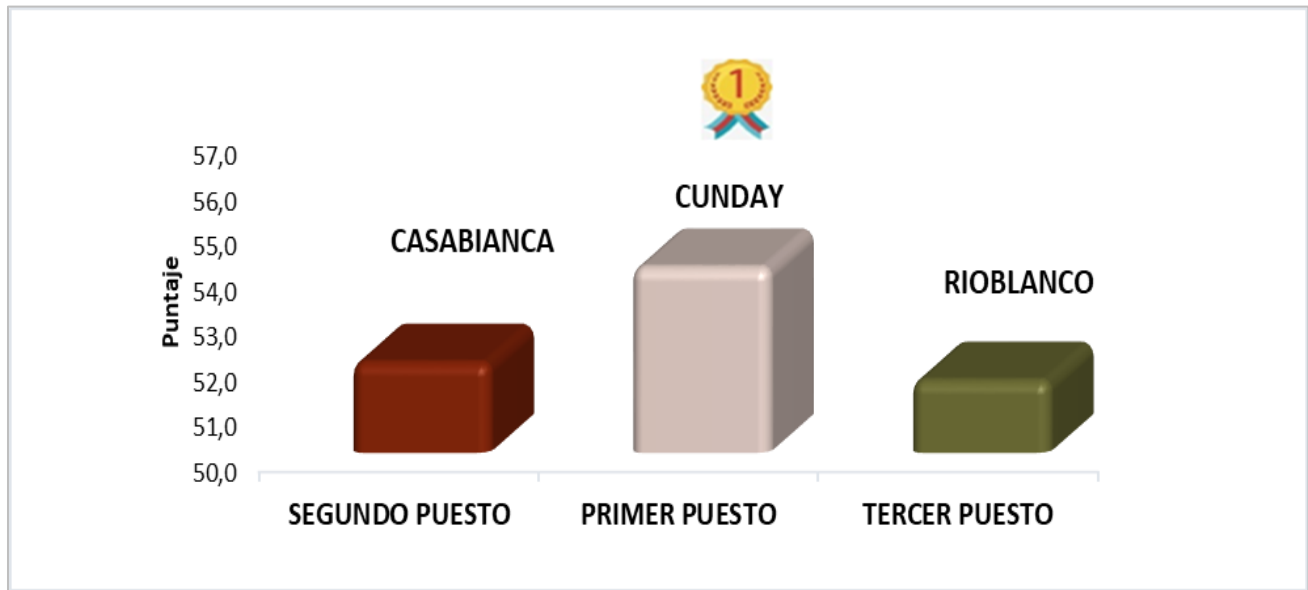 1
57,0
56,0
55,0
54,0
53,0
52,0
51,0
50,0
Puntaje
CASABIANCA
CUNDAY
RIOBLANCO
SEGUNDO PUESTO
PRIMER PUESTO
TERCER PUESTO